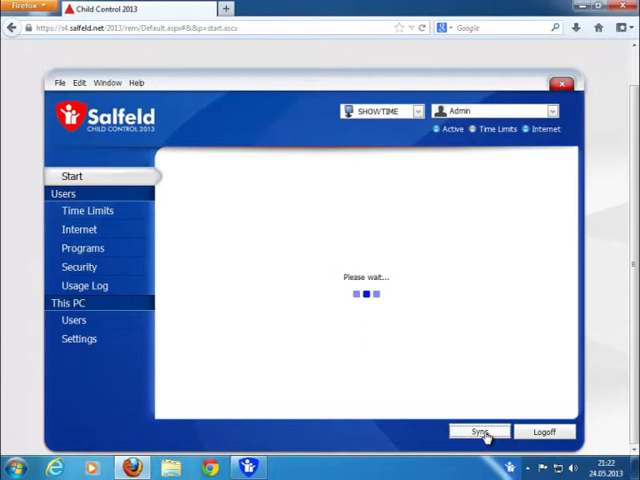 Firefox
Child Control 2013
https://s4.salfeld.net/2013/rem/Default.aspx#&&p=start.ascx
Google
File Edit Window Help
Salfeld
CHILD CONTROL 2013
SHOWTIME
Admin
Active Time Limits Internet
Start
Users
Time Limits
Internet
Programs
Security
Usage Log
This PC
Users
Settings
Please wait...
Sync
Logoff
21:22
24.05.2013